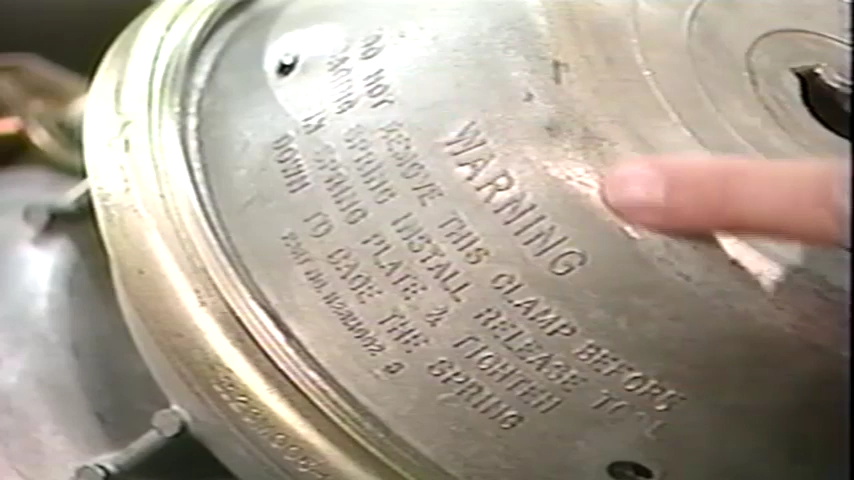 WARNING
DO NOT REMOVE THIS CLAMP BEFORE
CAGING SPRING INSTALL RELEASE TOOL
IN SPRING PLATE & TIGHTEN
DOWN TO CAGE THE SPRING